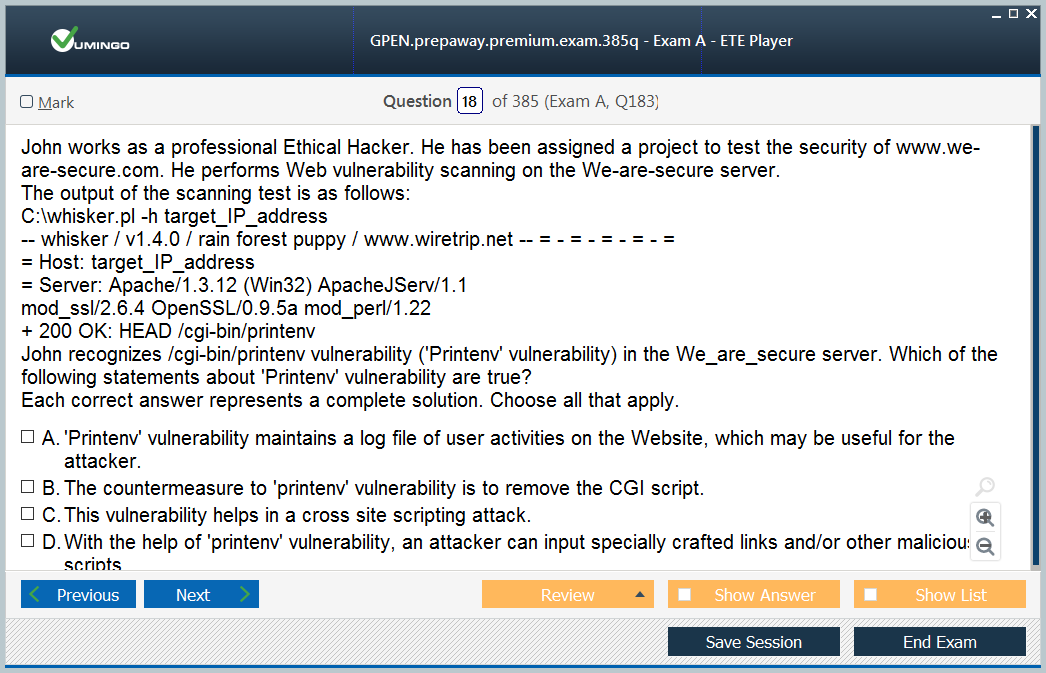 VUMINGO
GPEN.prepaway.premium.exam.385q - Exam A - ETE Player
Mark
Question 18 of 385 (Exam A, Q183)
John works as a professional Ethical Hacker. He has been assigned a project to test the security of www.we-
are-secure.com. He performs Web vulnerability scanning on the We-are-secure server.
The output of the scanning test is as follows:
C:\whisker.pl -h target_IP_address
-- whisker / v1.4.0 / rain forest puppy / www.wiretrip.net -- = - = - = - = - =
= Host: target_IP_address
= Server: Apache/1.3.12 (Win32) ApacheJServ/1.1
mod_ssl/2.6.4 OpenSSL/0.9.5a mod_perl/1.22
+ 200 OK: HEAD /cgi-bin/printenv
John recognizes /cgi-bin/printenv vulnerability ('Printenv' vulnerability) in the We_are_secure server. Which of the
following statements about 'Printenv' vulnerability are true?
Each correct answer represents a complete solution. Choose all that apply.
A. 'Printenv' vulnerability maintains a log file of user activities on the Website, which may be useful for the
attacker.
B. The countermeasure to 'printenv' vulnerability is to remove the CGI script.
C. This vulnerability helps in a cross site scripting attack.
D. With the help of 'printenv' vulnerability, an attacker can input specially crafted links and/or other malicious
scripts
Previous
Next
Review
Show Answer
Show List
Save Session
End Exam